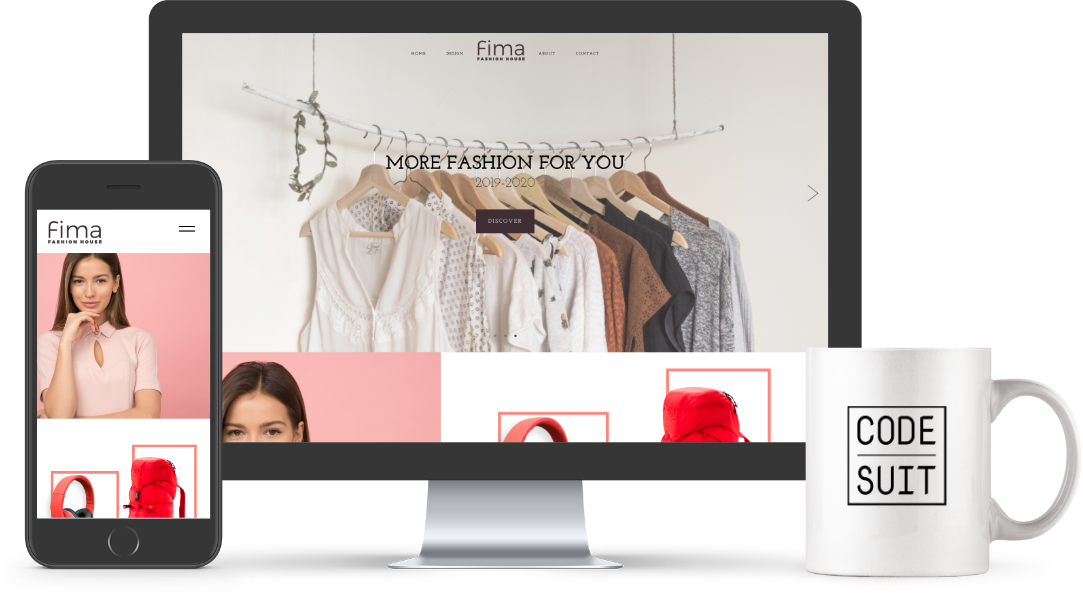 HOME DESIGN fima ABOUT CONTACT
FASHION HOUSE
MORE FASHION FOR YOU
2019-2020
DISCOVER
fima
FASHION HOUSE
CODE
SUIT